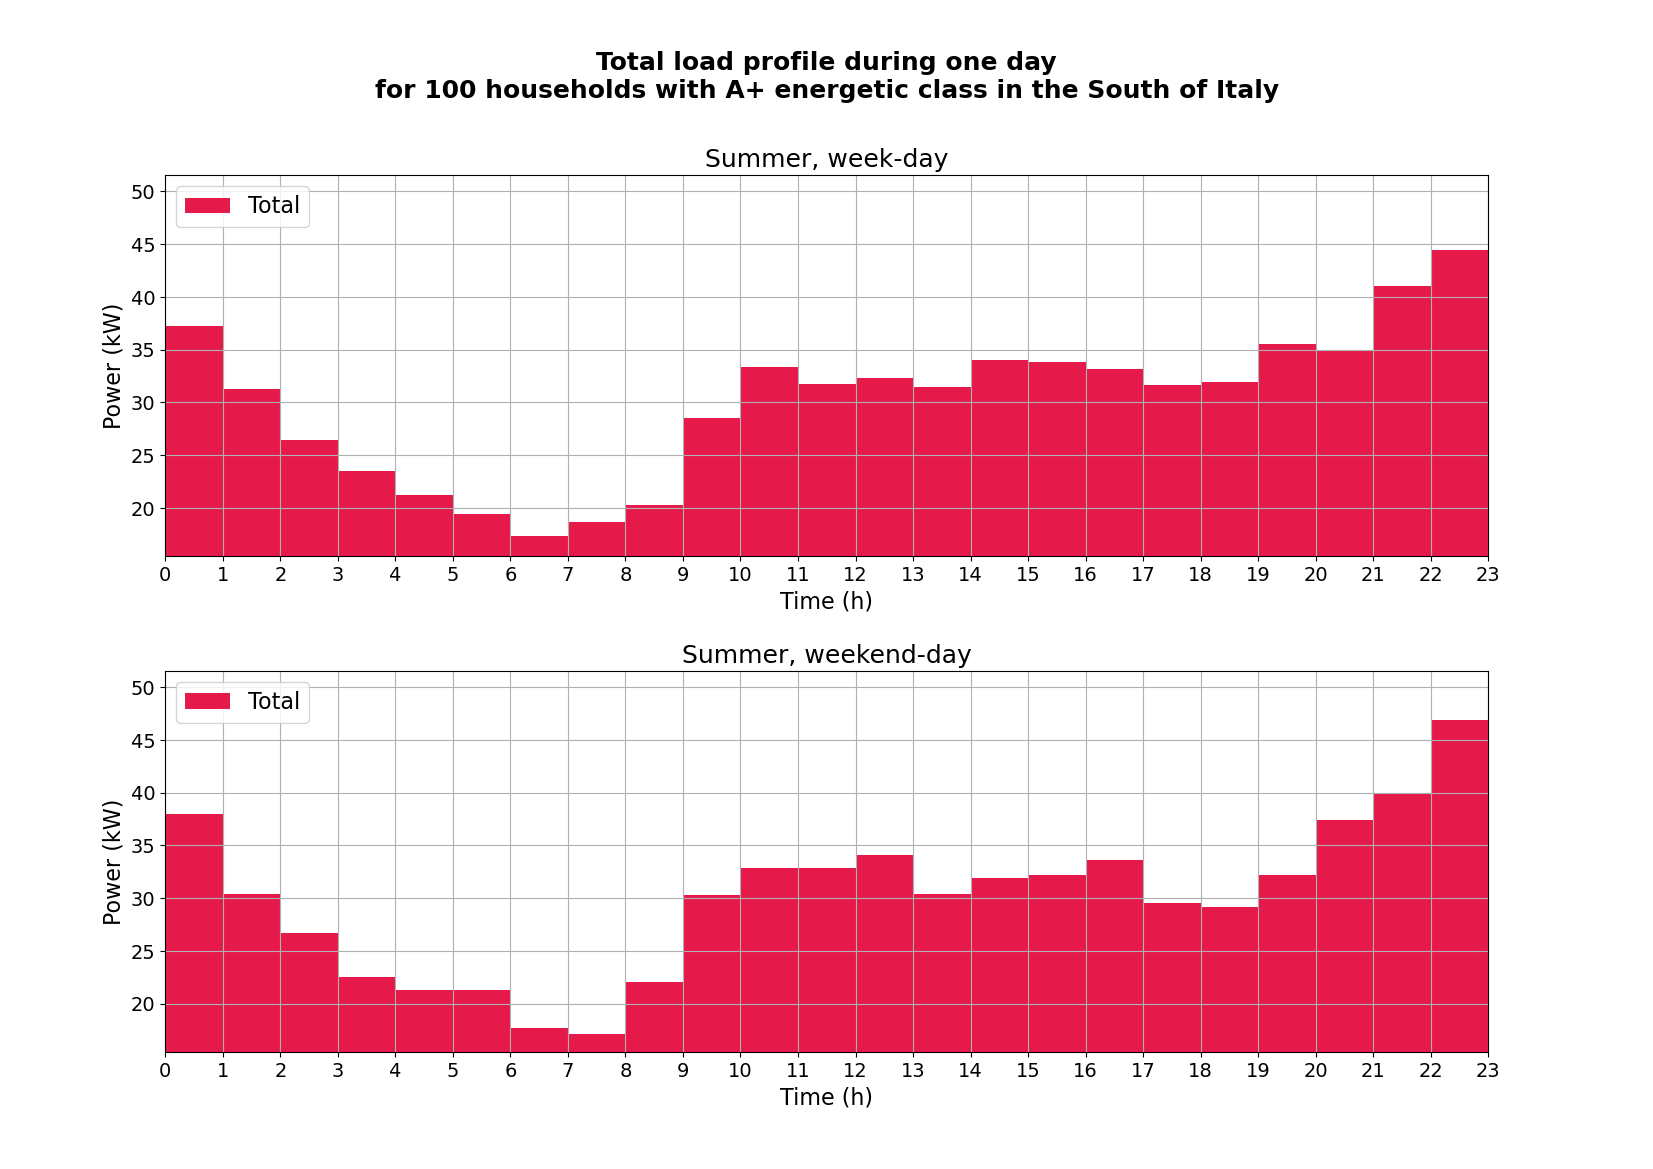 Total load profile during one day
for 100 households with A+ energetic class in the South of Italy
Summer, week-day
Total
Power (kW)
50
45
40
35
30
25
20
0 1 2 3 4 5 6 7 8 9 10 11 12 13 14 15 16 17 18 19 20 21 22 23
Time (h)
Summer, weekend-day
Total
Power (kW)
50
45
40
35
30
25
20
0 1 2 3 4 5 6 7 8 9 10 11 12 13 14 15 16 17 18 19 20 21 22 23
Time (h)